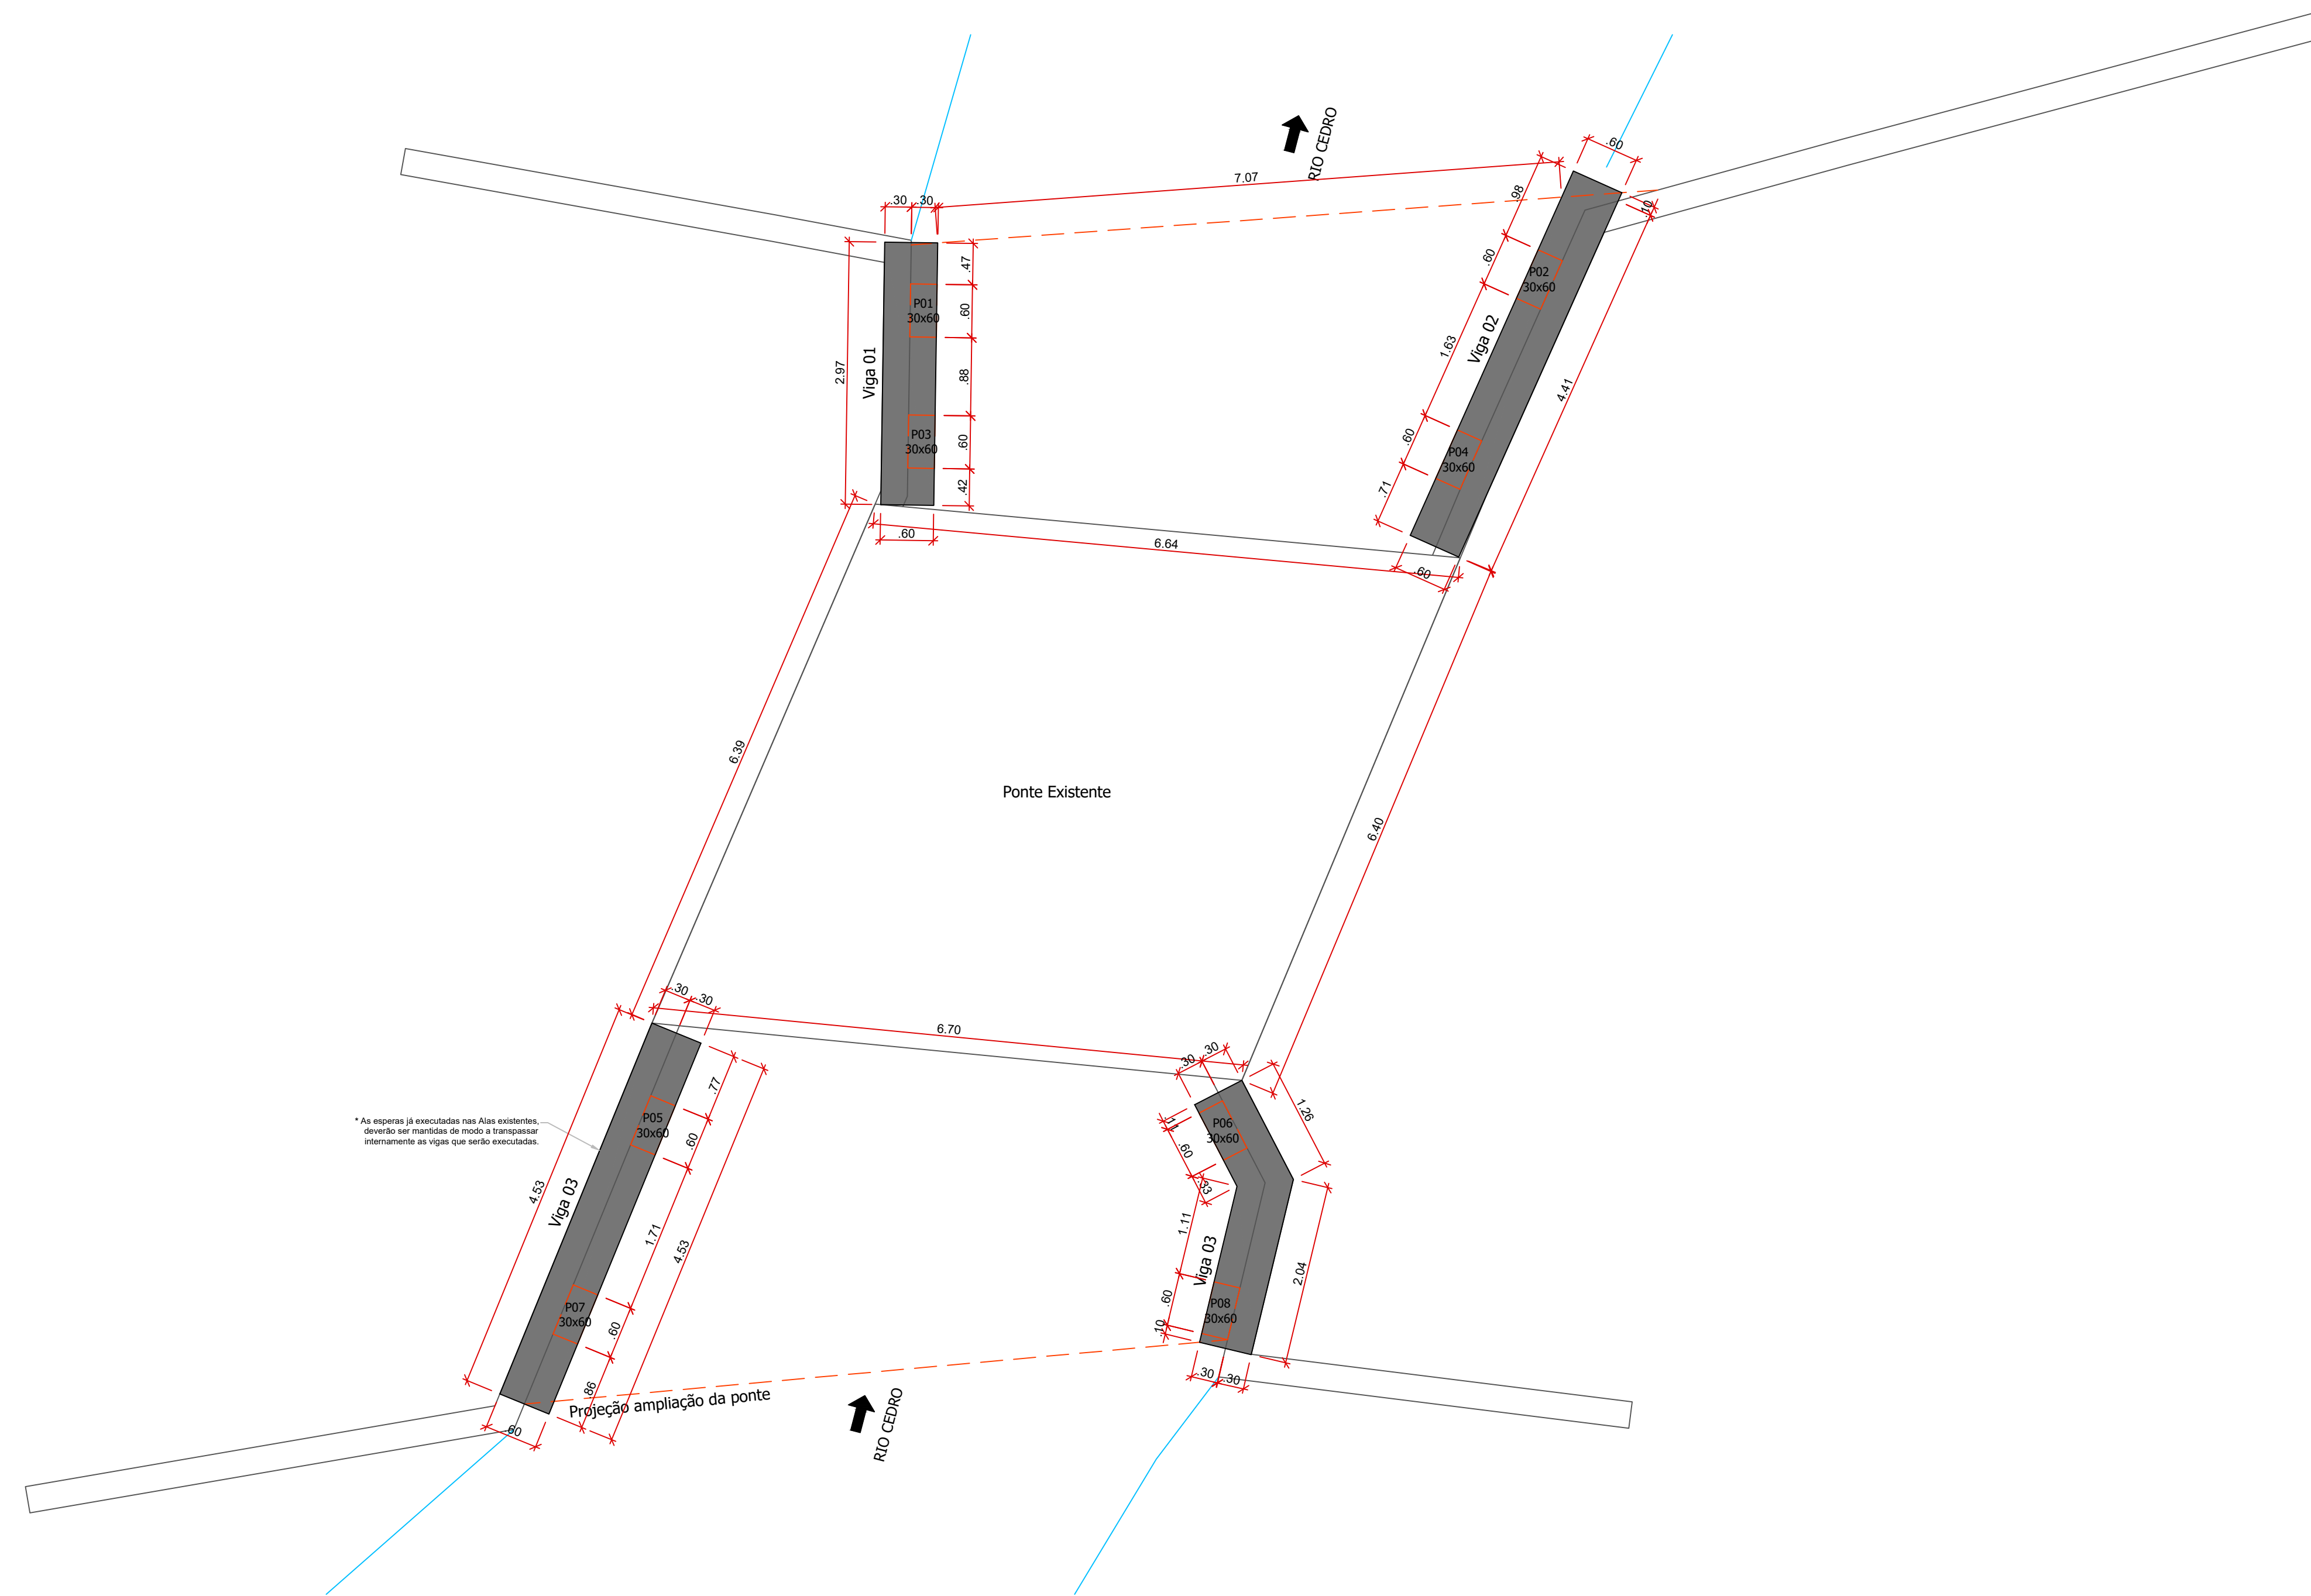 RIO CEDRO
7.07
.60
.98
.10
.30
.30
.47
.60
P01
30x60
.88
2.97
Viga 01
P03
30x60
.60
.42
.60
6.64
P02
30x60
.60
1.63
Viga 02
4.41
.60
P04
30x60
.71
.60
6.39
Ponte Existente
6.40
.30
.30
6.70
.30
.30
.77
* As esperas já executadas nas Alas existentes,
deverão ser mantidas de modo a transpassar
internamente as vigas que serão executadas.
P05
30x60
.60
4.53
Viga 03
1.71
4.53
P07
30x60
.60
.86
.60
Projeção ampliação da ponte
RIO CEDRO
1.26
.11
P06
30x60
.60
.33
1.11
Viga 03
2.04
.60
P08
30x60
.10
.30
.30